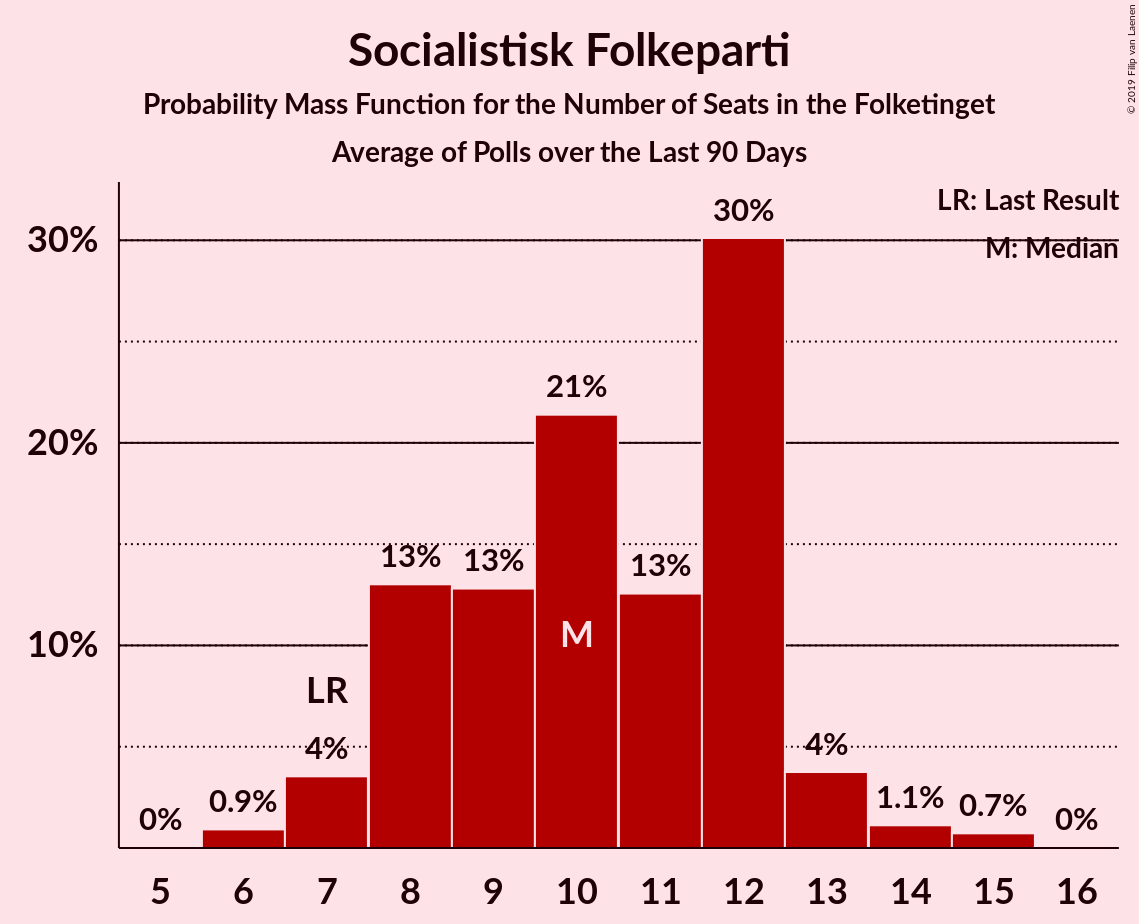 Socialistisk Folkeparti
Probability Mass Function for the Number of Seats in the Folketinget
Average of Polls over the Last 90 Days
© 2019 Filip van Laenen
LR: Last Result
M: Median
30%
20%
10%
0%
0.9%
4%
LR
13%
13%
21%
M
13%
30%
4%
1.1%
0.7%
0%
5 6 7 8 9 10 11 12 13 14 15 16